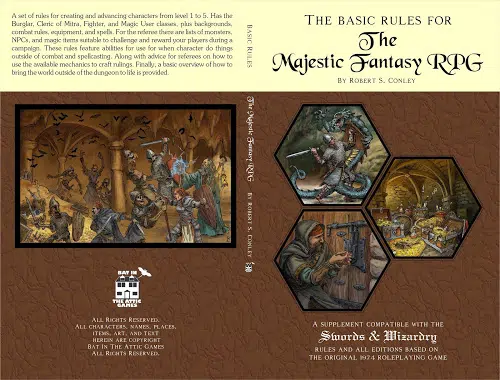 A set of rules for creating and advancing characters from level 1 to 5. Has the
Burglar, Cleric of Mitra, Fighter, and Magic User classes, plus backgrounds,
combat rules, equipment, and spells. For the referee there are lists of monsters,
NPCs, and magic items suitable to challenge and reward your players during a
campaign. These rules feature abilities for use for when character do things
outside of combat and spellcasting. Along with advice for referees on how to
use the available mechanics to craft rulings. Finally, a basic overview of how to
bring the world outside of the dungeon to life is provided.
BAT IN
THE ATTIC
GAMES
All Rights Reserved.
All characters, names, places,
items, art, and text
herein are copyright
Bat In The Attic Games
All Rights Reserved.
Basic Rules
The Majestic Fantasy RPG
By Robert S. Conley
The basic rules for
The
Majestic Fantasy RPG
By Robert S. Conley
A supplement compatible with the
Swords & Wizardry
rules and all editions based on
the original 1974 roleplaying game